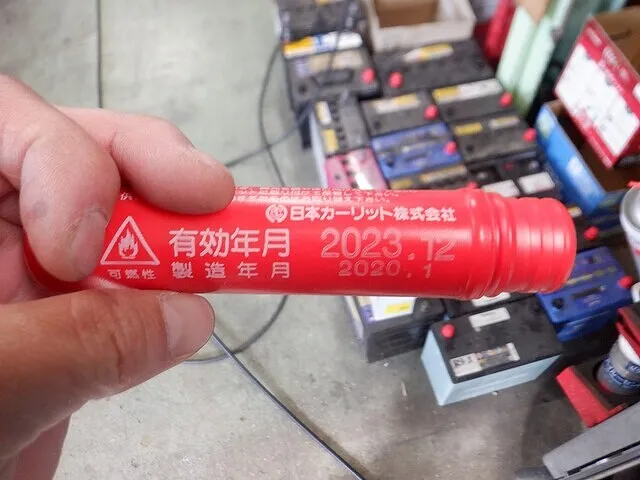 日本カーリット株式会社
可燃性
有効年月 2023.12
製造年月 2020.1